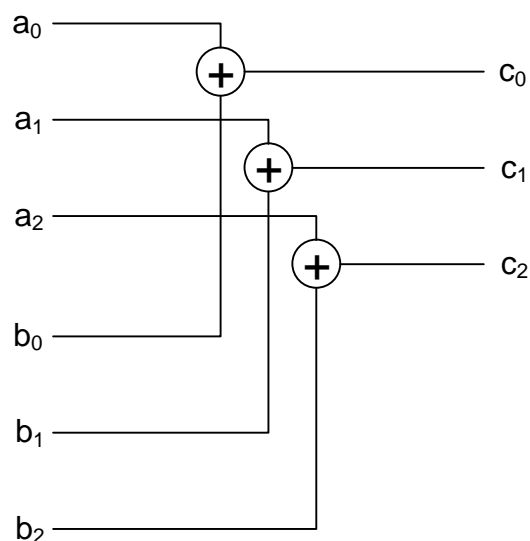 a₀
+
c₀
a₁
+
c₁
a₂
+
c₂
b₀
b₁
b₂